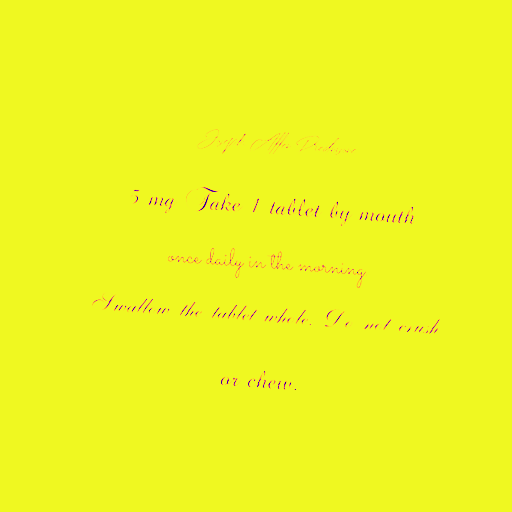 5 mg Take 1 tablet by mouth
once daily in the morning
Swallow the tablet whole. Do not crush
or chew.